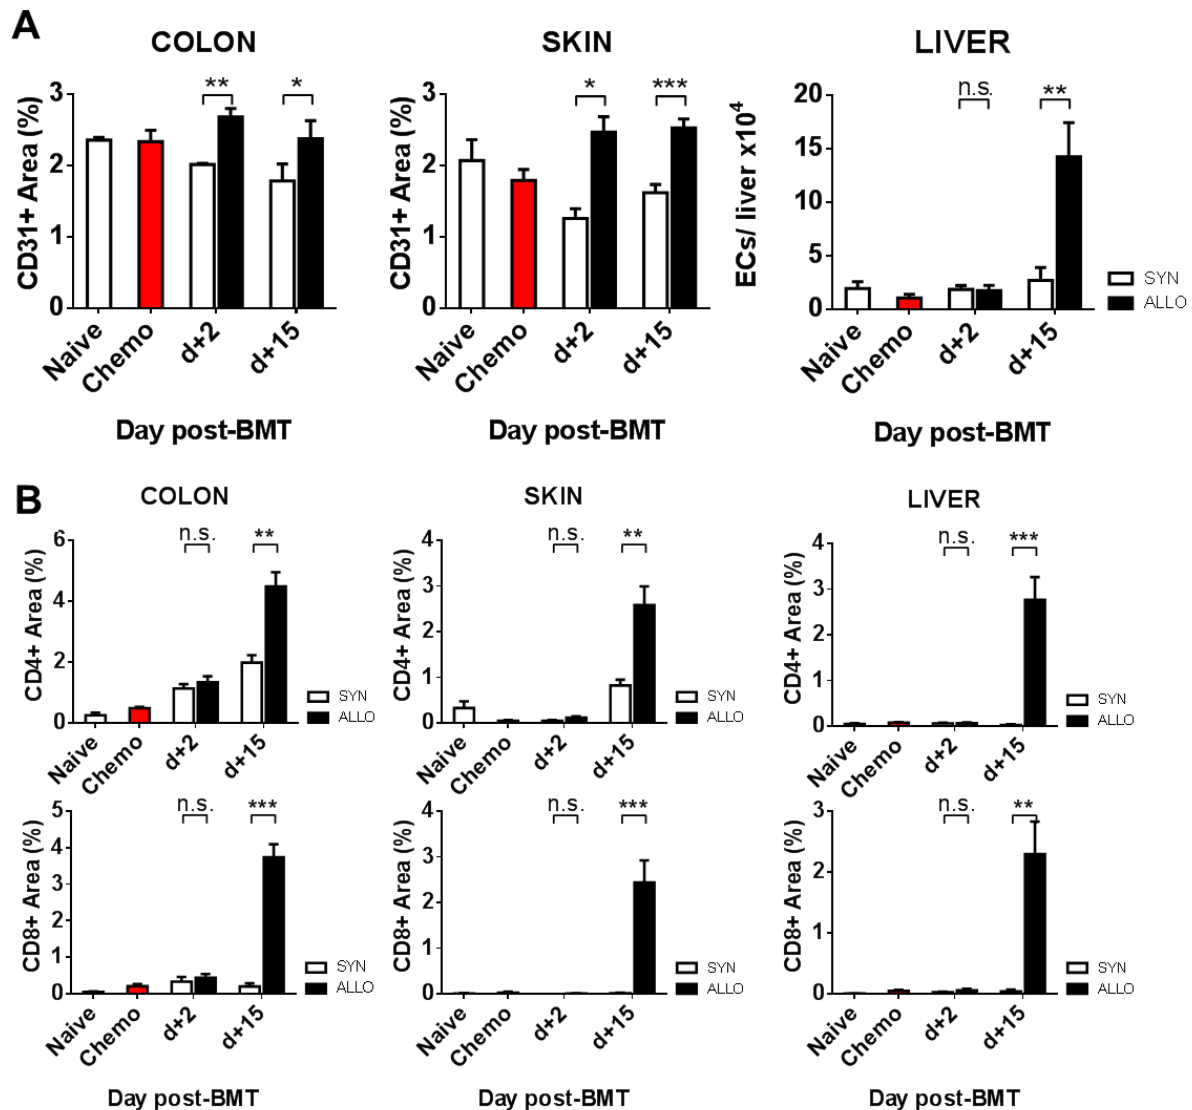 A
COLON
SKIN
LIVER
CD31+ Area (%)
3
2
1
0
** *
Naive Chemo d+2 d+15
Day post-BMT
CD31+ Area (%)
3
2
1
0
* ***
Naive Chemo d+2 d+15
Day post-BMT
ECs/ liver x10⁴
20
15
10
5
0
n.s. **
Naive Chemo d+2 d+15
Day post-BMT
SYN
ALLO
B
COLON
SKIN
LIVER
CD4+ Area (%)
6
4
2
0
n.s. **
Naive Chemo d+2 d+15
SYN
ALLO
CD4+ Area (%)
4
3
2
1
0
n.s. **
Naive Chemo d+2 d+15
SYN
ALLO
CD4+ Area (%)
4
3
2
1
0
n.s. ***
Naive Chemo d+2 d+15
SYN
ALLO
CD8+ Area (%)
5
4
3
2
1
0
n.s. ***
Naive Chemo d+2 d+15
Day post-BMT
SYN
ALLO
CD8+ Area (%)
4
3
2
1
0
n.s. ***
Naive Chemo d+2 d+15
Day post-BMT
SYN
ALLO
CD8+ Area (%)
3
2
1
0
n.s. **
Naive Chemo d+2 d+15
Day post-BMT
SYN
ALLO